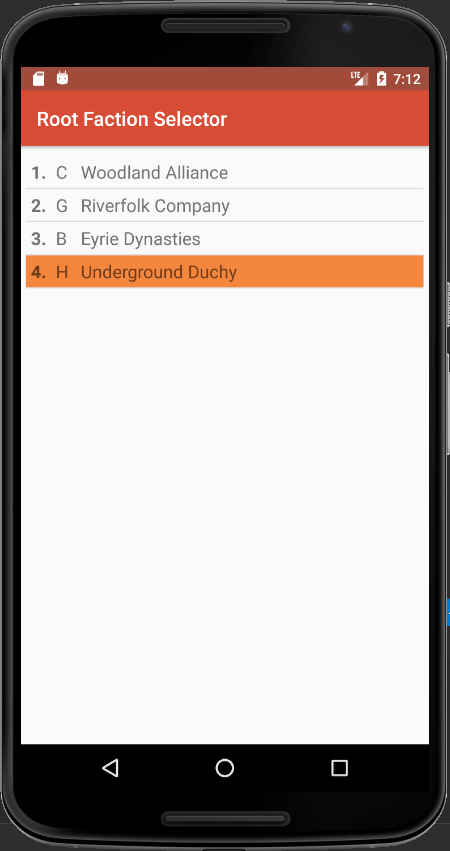 LTE 7:12
Root Faction Selector
1. C Woodland Alliance
2. G Riverfolk Company
3. B Eyrie Dynasties
4. H Underground Duchy